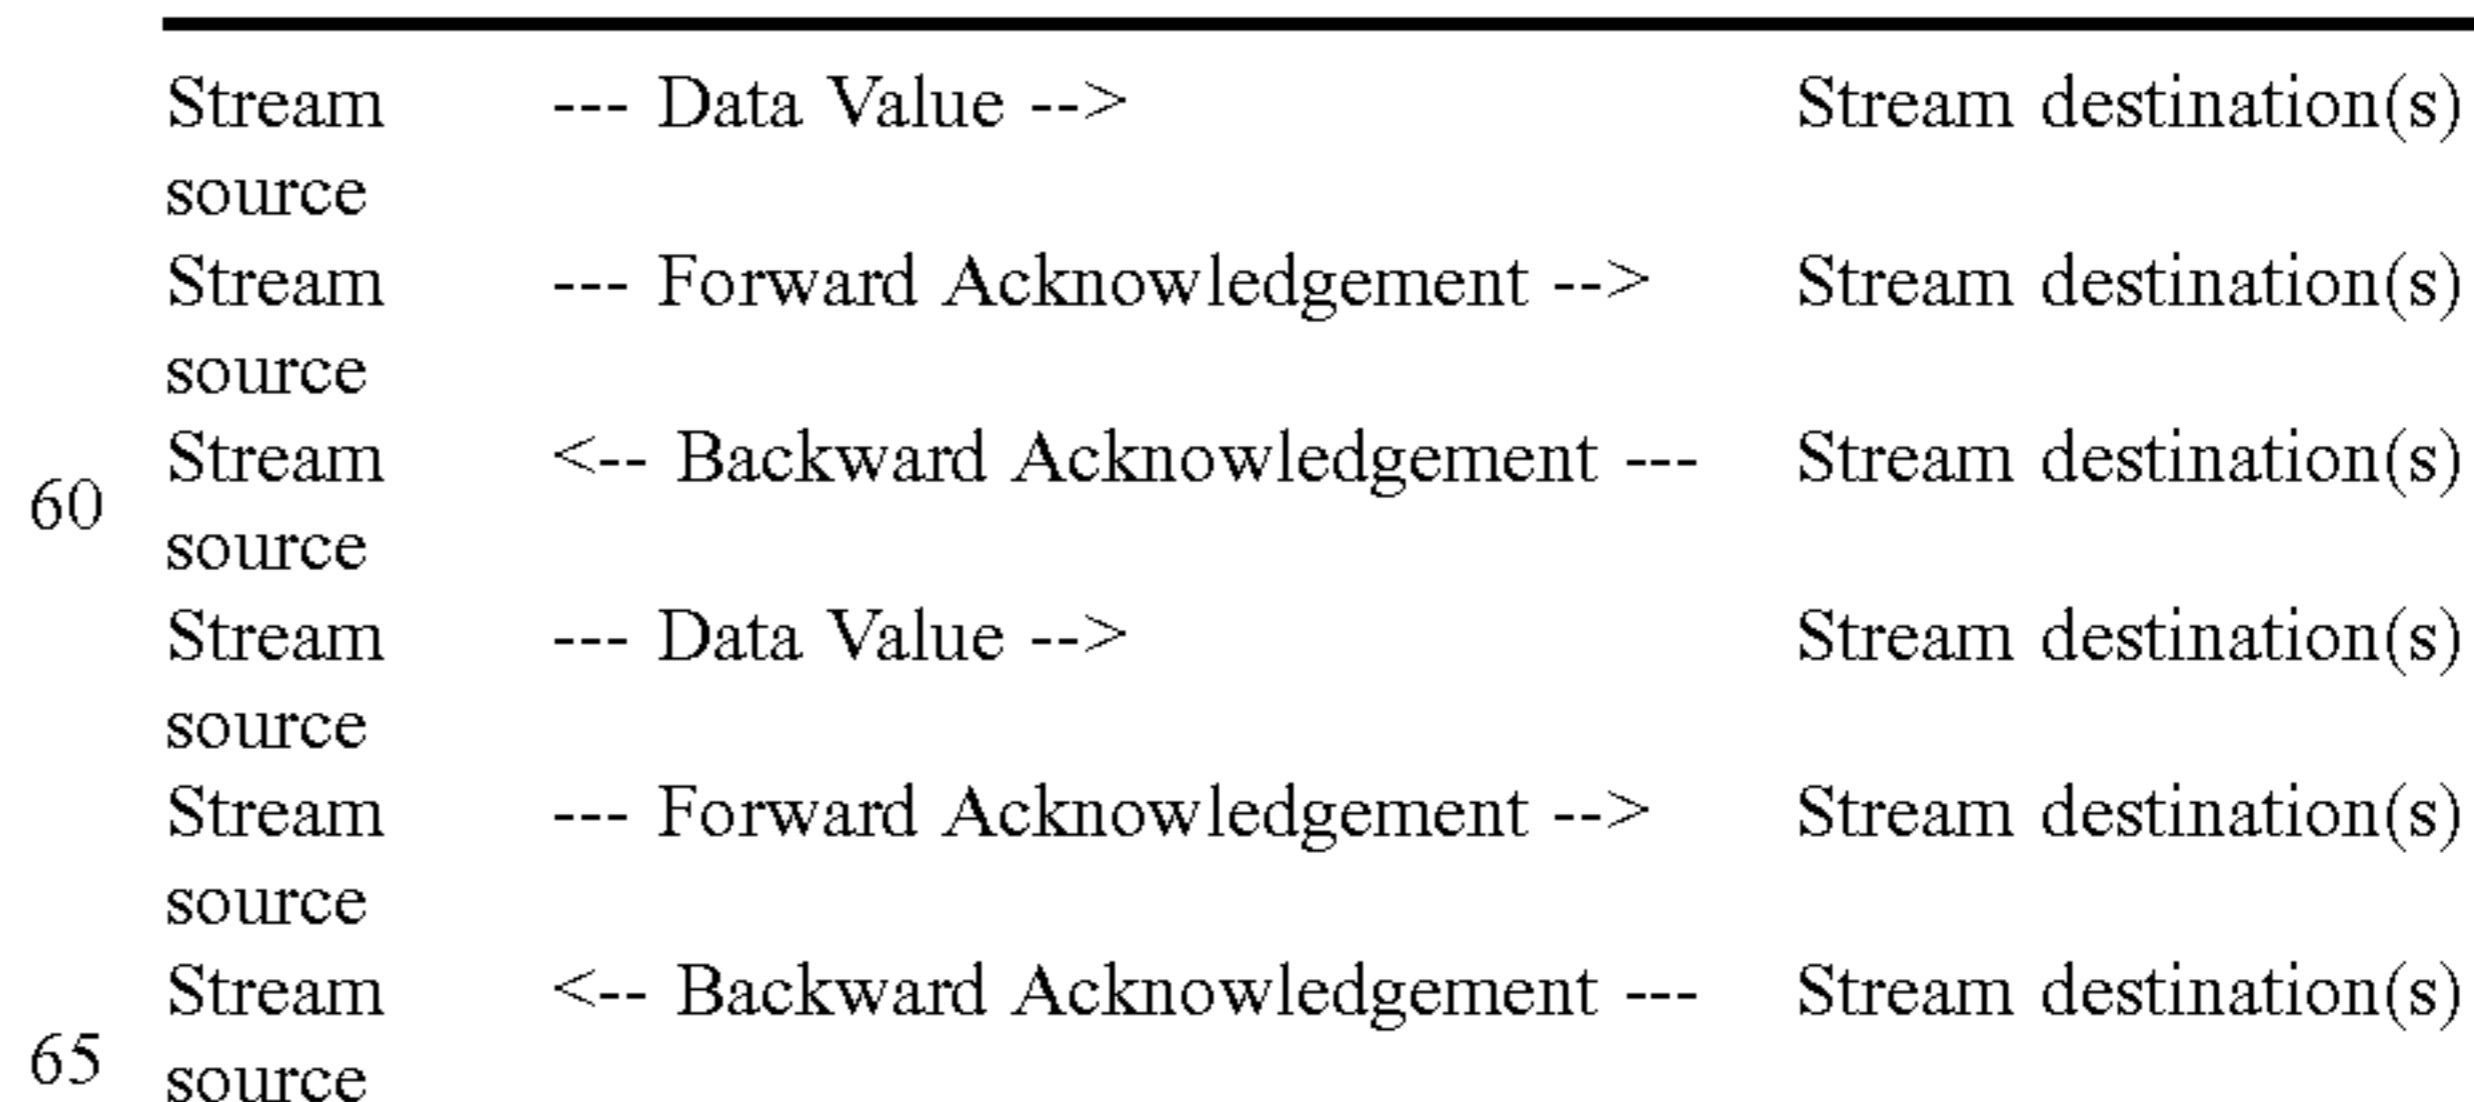 Stream --- Data Value --> Stream destination(s)
source
Stream --- Forward Acknowledgement --> Stream destination(s)
source
Stream <-- Backward Acknowledgement --- Stream destination(s)
60
source
Stream --- Data Value --> Stream destination(s)
source
Stream --- Forward Acknowledgement --> Stream destination(s)
source
Stream <-- Backward Acknowledgement --- Stream destination(s)
65 source